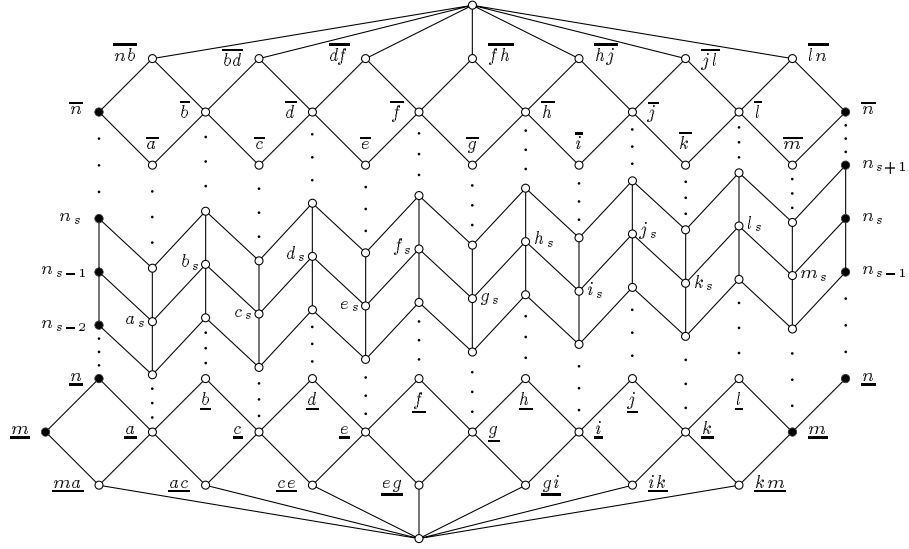 nb bd df fh hj jl ln
n b d f h j l n
a c e g i k m
n_{s+1}
n_s j_s l_s n_s
b_s d_s f_s h_s
n_{s-1} k_s m_s n_{s-1}
a_s c_s e_s g_s i_s
n_{s-2}
n b d f h j l n
m a c e g i k m
ma ac ce eg gi ik km